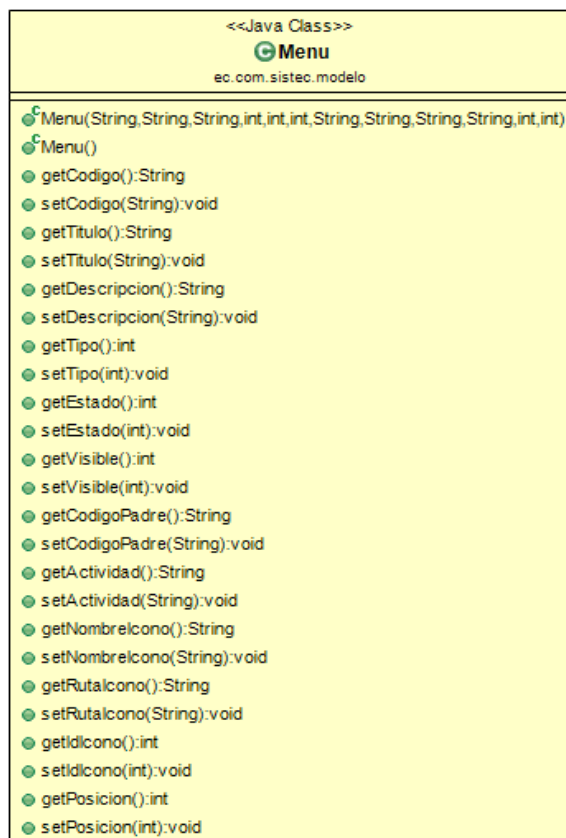 <<Java Class>>
Menu
ec.com.sistec.modelo
Menu(String,String,String,int,int,int,String,String,String,String,int,int)
Menu()
getCodigo():String
setCodigo(String):void
getTitulo():String
setTitulo(String):void
getDescripcion():String
setDescripcion(String):void
getTipo():int
setTipo(int):void
getEstado():int
setEstado(int):void
getVisible():int
setVisible(int):void
getCodigoPadre():String
setCodigoPadre(String):void
getActividad():String
setActividad(String):void
getNombreIcono():String
setNombreIcono(String):void
getRutaIcono():String
setRutaIcono(String):void
getIdIcono():int
setIdIcono(int):void
getPosicion():int
setPosicion(int):void